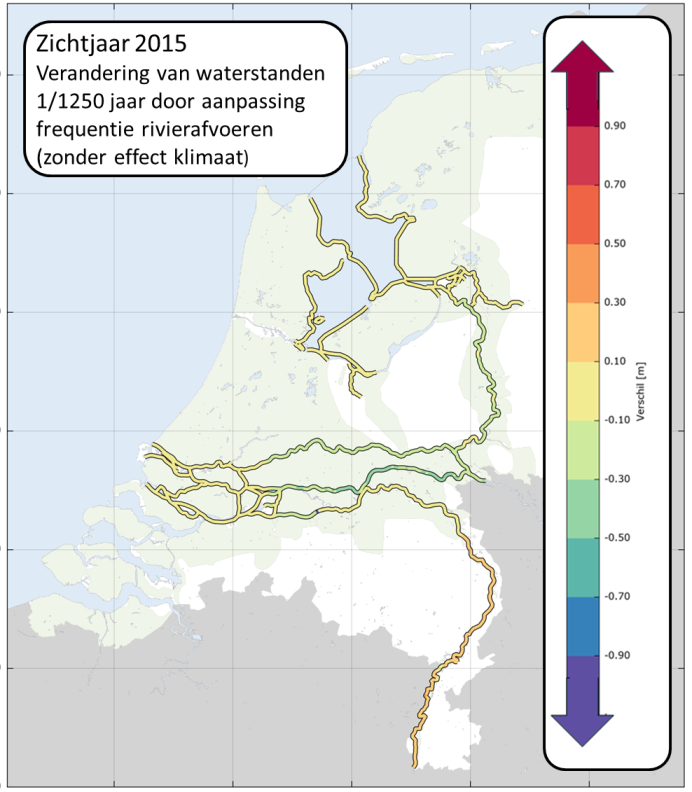 Zichtjaar 2015
Verandering van waterstanden
1/1250 jaar door aanpassing
frequentie rivierafvoeren
(zonder effect klimaat)
0.90
0.70
0.50
0.30
0.10
-0.10
-0.30
-0.50
-0.70
-0.90
Verschil [m]